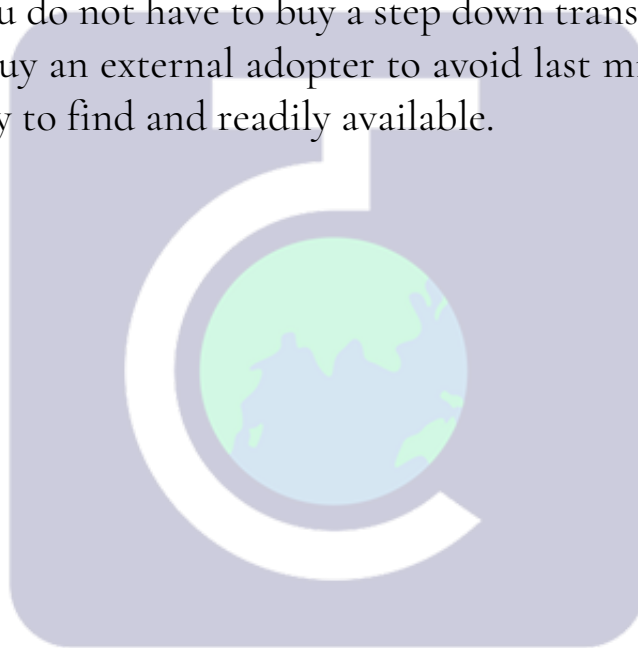 u do not have to buy a step down trans
uy an external adopter to avoid last m
y to find and readily available.